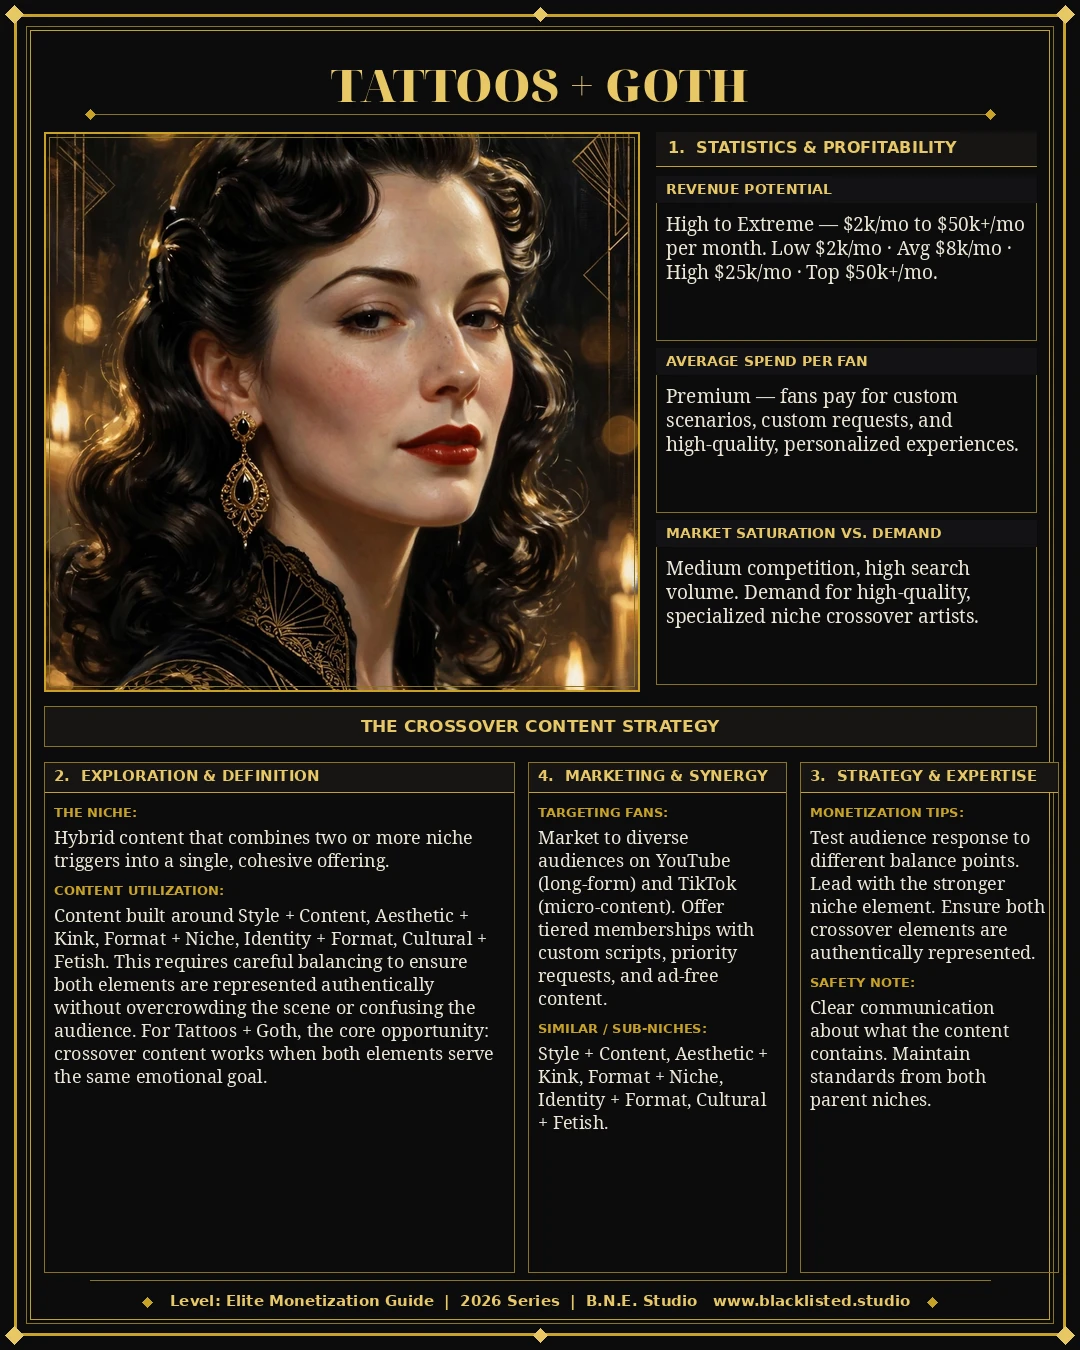 TATTOOS + GOTH
1. STATISTICS & PROFITABILITY
REVENUE POTENTIAL
High to Extreme — $2k/mo to $50k+/mo
per month. Low $2k/mo · Avg $8k/mo ·
High $25k/mo · Top $50k+/mo.
AVERAGE SPEND PER FAN
Premium — fans pay for custom
scenarios, custom requests, and
high-quality, personalized experiences.
MARKET SATURATION VS. DEMAND
Medium competition, high search
volume. Demand for high-quality,
specialized niche crossover artists.
THE CROSSOVER CONTENT STRATEGY
2. EXPLORATION & DEFINITION
THE NICHE:
Hybrid content that combines two or more niche
triggers into a single, cohesive offering.
CONTENT UTILIZATION:
Content built around Style + Content, Aesthetic +
Kink, Format + Niche, Identity + Format, Cultural +
Fetish. This requires careful balancing to ensure
both elements are represented authentically
without overcrowding the scene or confusing the
audience. For Tattoos + Goth, the core opportunity:
crossover content works when both elements serve
the same emotional goal.
4. MARKETING & SYNERGY
TARGETING FANS:
Market to diverse
audiences on YouTube
(long-form) and TikTok
(micro-content). Offer
tiered memberships with
custom scripts, priority
requests, and ad-free
content.
SIMILAR / SUB-NICHES:
Style + Content, Aesthetic +
Kink, Format + Niche,
Identity + Format, Cultural
+ Fetish.
3. STRATEGY & EXPERTISE
MONETIZATION TIPS:
Test audience response to
different balance points.
Lead with the stronger
niche element. Ensure both
crossover elements are
authentically represented.
SAFETY NOTE:
Clear communication
about what the content
contains. Maintain
standards from both
parent niches.
Level: Elite Monetization Guide | 2026 Series | B.N.E. Studio www.blacklisted.studio